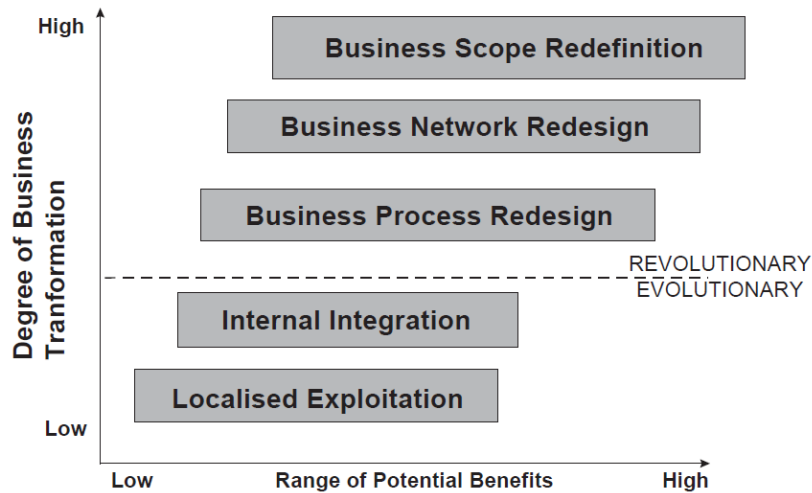 High
Business Scope Redefinition
Business Network Redesign
Business Process Redesign
Degree of Business
Tranformation
REVOLUTIONARY
EVOLUTIONARY
Internal Integration
Localised Exploitation
Low
Low
Range of Potential Benefits
High